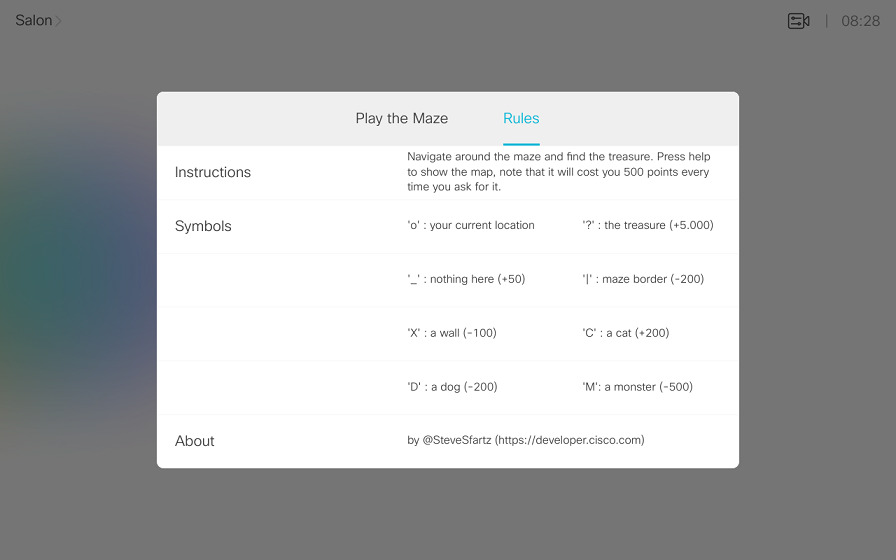 Salon
| 08:28
Play the Maze Rules
Instructions
Navigate around the maze and find the treasure. Press help
to show the map, note that it will cost you 500 points every
time you ask for it.
Symbols
'o' : your current location '?' : the treasure (+5.000)
'_' : nothing here (+50) '|' : maze border (-200)
'X' : a wall (-100) 'C' : a cat (+200)
'D' : a dog (-200) 'M': a monster (-500)
About by @SteveSfartz (https://developer.cisco.com)